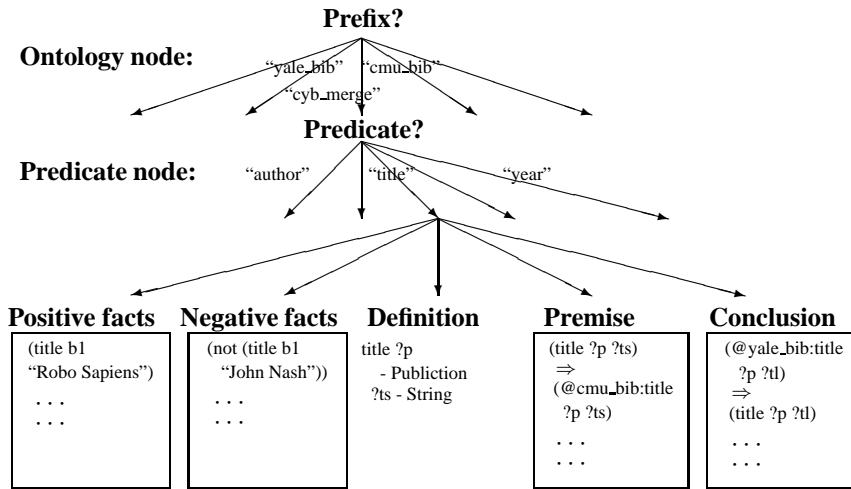 Prefix?
Ontology node:
“yale_bib” “cmu_bib”
“cyb_merge”
Predicate?
Predicate node:
“author” “title” “year”
Positive facts Negative facts Definition Premise Conclusion
(title b1
“Robo Sapiens”)
. . .
. . .
(not (title b1
“John Nash”))
. . .
. . .
title ?p
- Publiction
?ts - String
(title ?p ?ts)
⇒
(@cmu_bib:title
?p ?ts)
. . .
. . .
(@yale_bib:title
?p ?tl)
⇒
(title ?p ?tl)
. . .
. . .